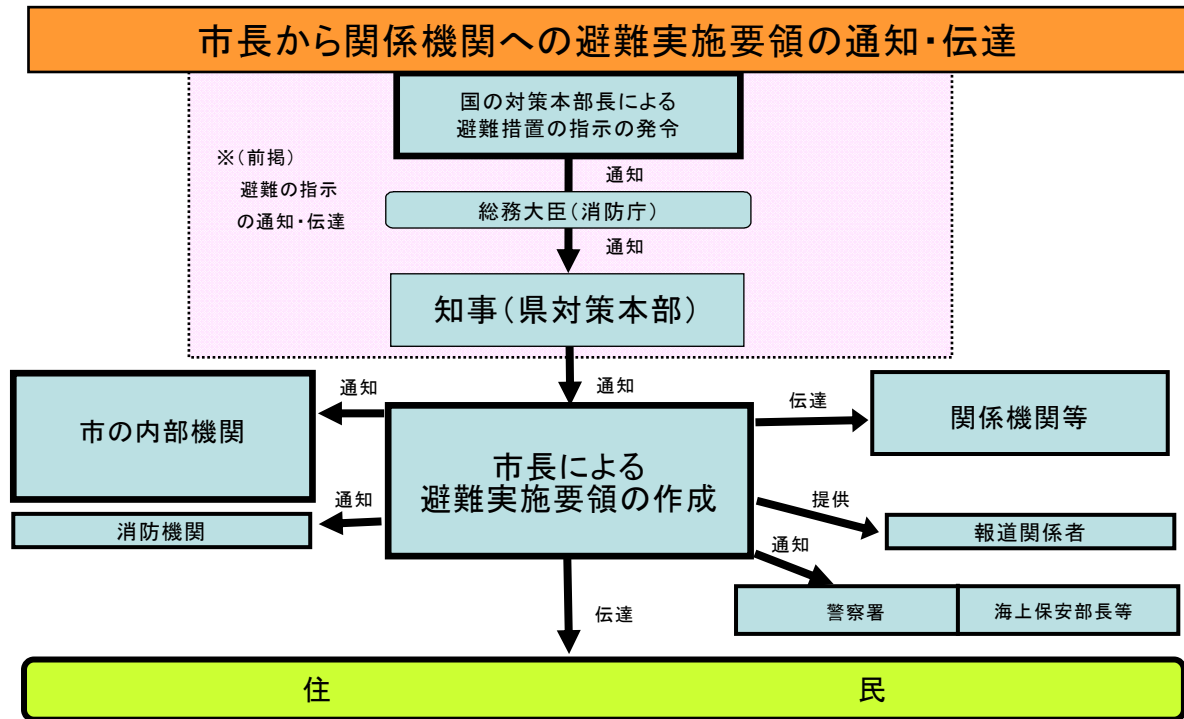 市長から関係機関への避難実施要領の通知・伝達
国の対策本部長による
避難措置の指示の発令
※(前掲)
避難の指示
の通知・伝達
通知
総務大臣(消防庁)
通知
知事(県対策本部)
通知
通知
伝達
市の内部機関
関係機関等
市長による
避難実施要領の作成
通知
提供
消防機関
報道関係者
通知
警察署
海上保安部長等
伝達
住 民